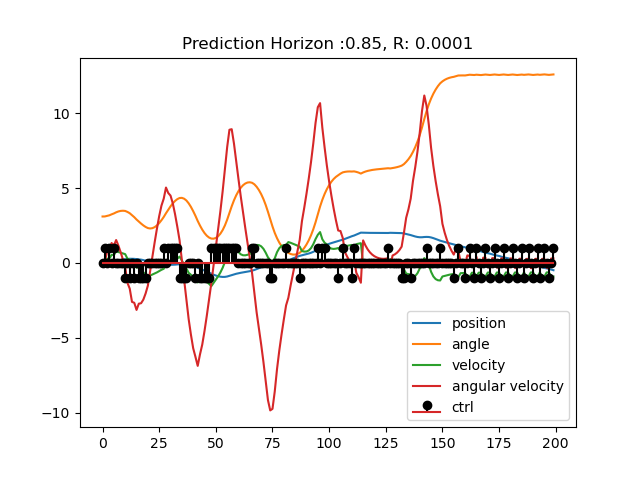 Prediction Horizon :0.85, R: 0.0001
10
5
0
−5
−10
position
angle
velocity
angular velocity
ctrl
0 25 50 75 100 125 150 175 200